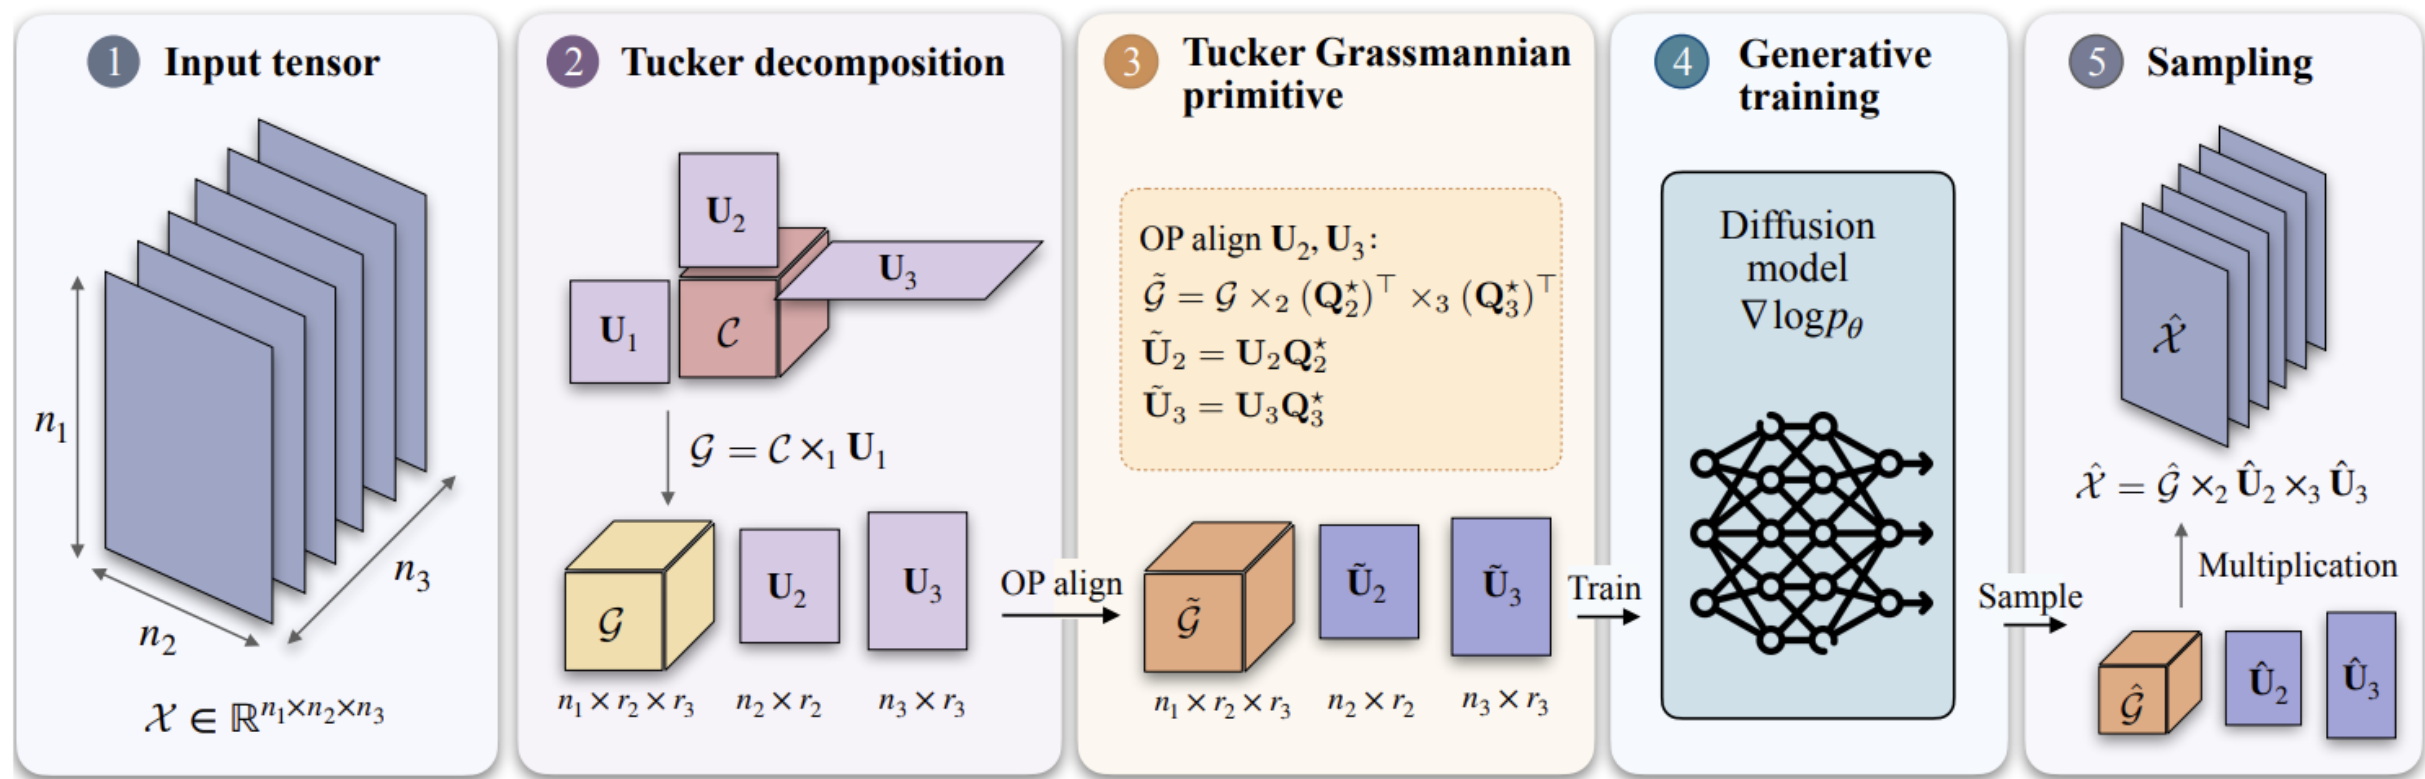 1 Input tensor
n₁
n₂
n₃
𝒳 ∈ ℝ^{n₁×n₂×n₃}
2 Tucker decomposition
U₂
U₃
U₁
𝒞
𝒢 = 𝒞 ×₁ U₁
𝒢
U₂
U₃
n₁ × r₂ × r₃
n₂ × r₂
n₃ × r₃
OP align
3 Tucker Grassmannian
primitive
OP align U₂, U₃:
𝒢̃ = 𝒢 ×₂ (Q₂⋆)⊤ ×₃ (Q₃⋆)⊤
Ũ₂ = U₂Q₂⋆
Ũ₃ = U₃Q₃⋆
𝒢̃
Ũ₂
Ũ₃
n₁ × r₂ × r₃
n₂ × r₂
n₃ × r₃
Train
4 Generative
training
Diffusion
model
∇ log p_θ
Sample
5 Sampling
𝒳̂
𝒳̂ = 𝒢̂ ×₂ Û₂ ×₃ Û₃
Multiplication
𝒢̂
Û₂
Û₃